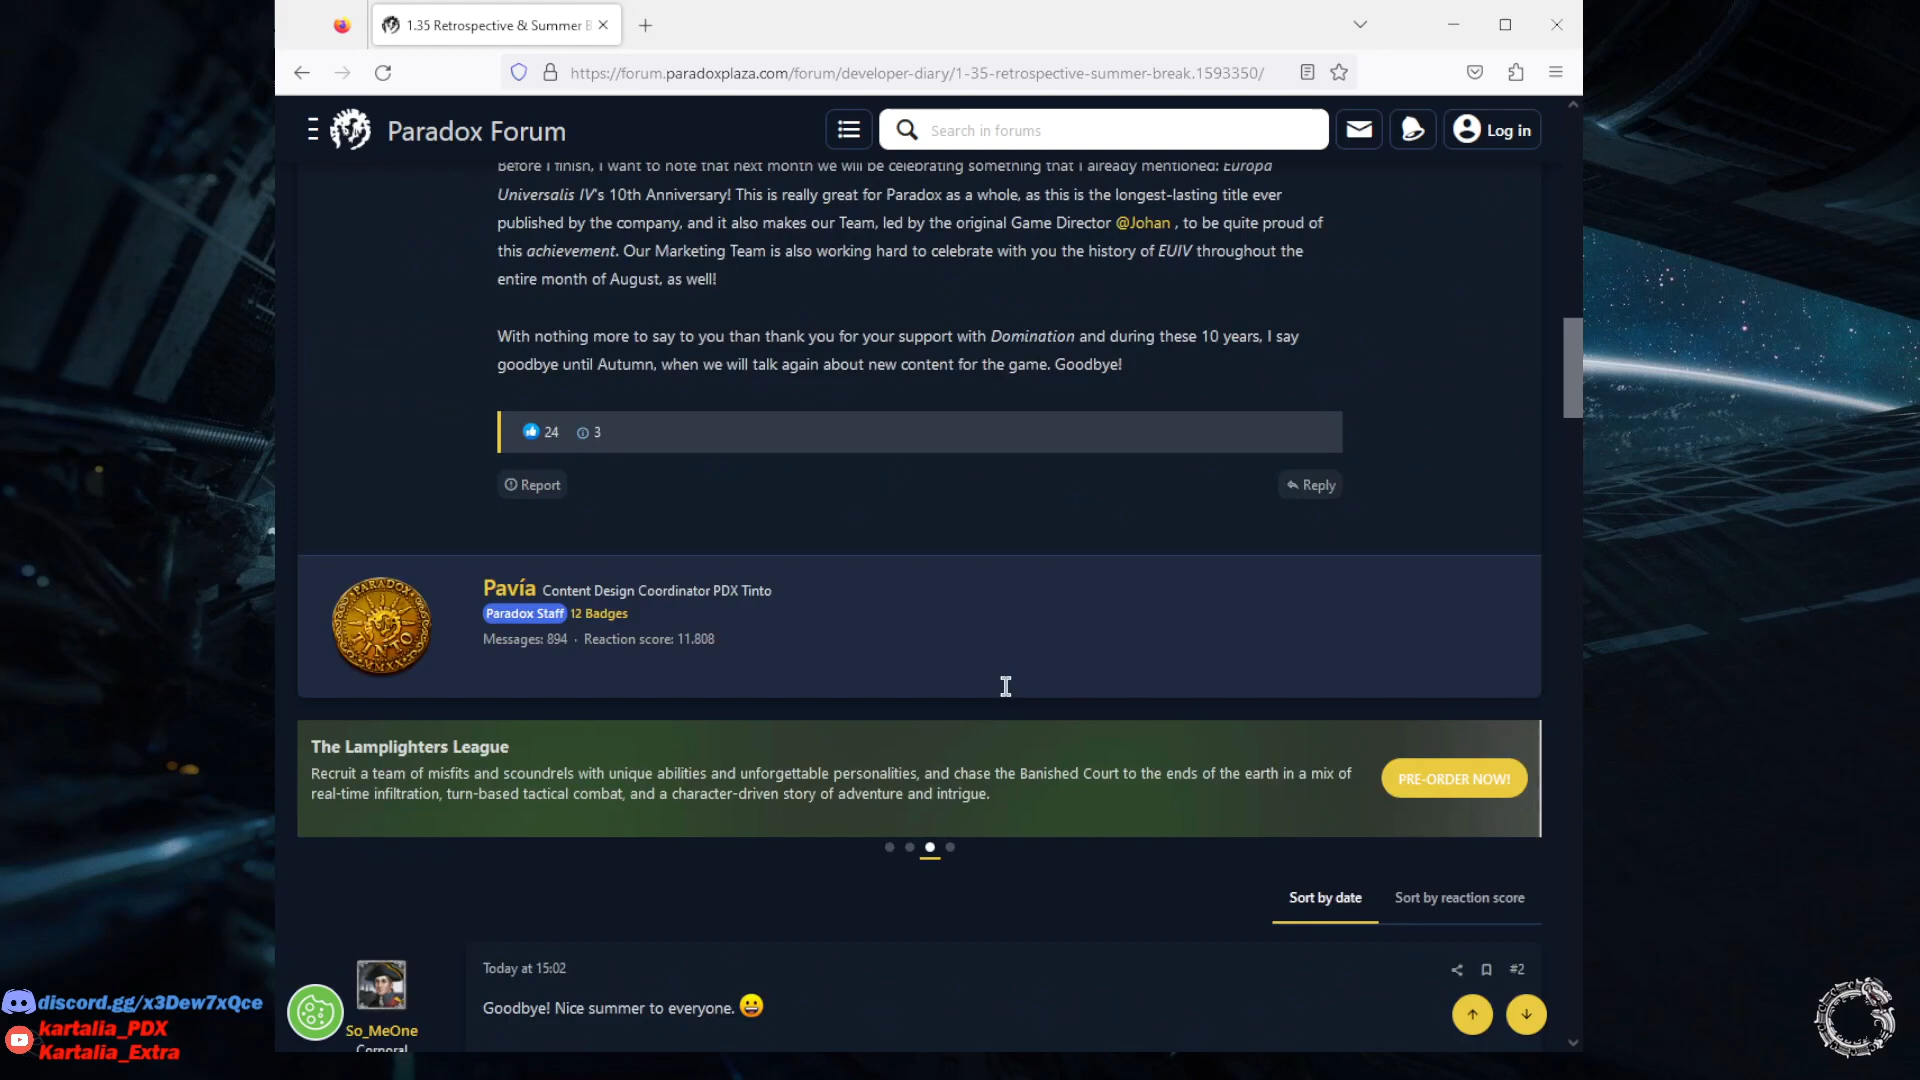 1.35 Retrospective & Summer B
https://forum.paradoxplaza.com/forum/developer-diary/1-35-retrospective-summer-break.1593350/
Paradox Forum
Search in forums
Log in
Before I finish, I want to note that next month we will be celebrating something that I already mentioned: Europa
Universalis IV's 10th Anniversary! This is really great for Paradox as a whole, as this is the longest-lasting title ever
published by the company, and it also makes our Team, led by the original Game Director @Johan , to be quite proud of
this achievement. Our Marketing Team is also working hard to celebrate with you the history of EUIV throughout the
entire month of August, as well!
With nothing more to say to you than thank you for your support with Domination and during these 10 years, I say
goodbye until Autumn, when we will talk again about new content for the game. Goodbye!
24 3
Report
Reply
Pavía Content Design Coordinator PDX Tinto
Paradox Staff 12 Badges
Messages: 894 · Reaction score: 11.808
PARADOX
TINTO
MMXX
The Lamplighters League
Recruit a team of misfits and scoundrels with unique abilities and unforgettable personalities, and chase the Banished Court to the ends of the earth in a mix of
real-time infiltration, turn-based tactical combat, and a character-driven story of adventure and intrigue.
PRE-ORDER NOW!
Sort by date
Sort by reaction score
Today at 15:02
#2
Goodbye! Nice summer to everyone.
So_MeOne
Corporal
discord.gg/x3Dew7xQce
kartalia_PDX
Kartalia_Extra